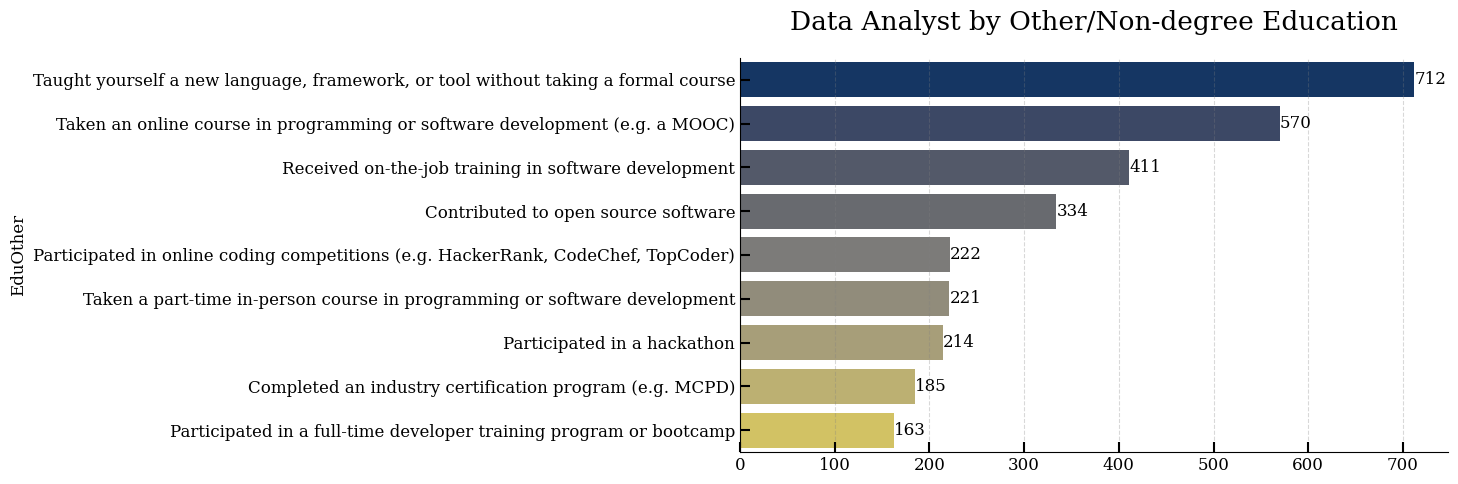 Data Analyst by Other/Non-degree Education
EduOther
Taught yourself a new language, framework, or tool without taking a formal course 712
Taken an online course in programming or software development (e.g. a MOOC) 570
Received on-the-job training in software development 411
Contributed to open source software 334
Participated in online coding competitions (e.g. HackerRank, CodeChef, TopCoder) 222
Taken a part-time in-person course in programming or software development 221
Participated in a hackathon 214
Completed an industry certification program (e.g. MCPD) 185
Participated in a full-time developer training program or bootcamp 163
0 100 200 300 400 500 600 700